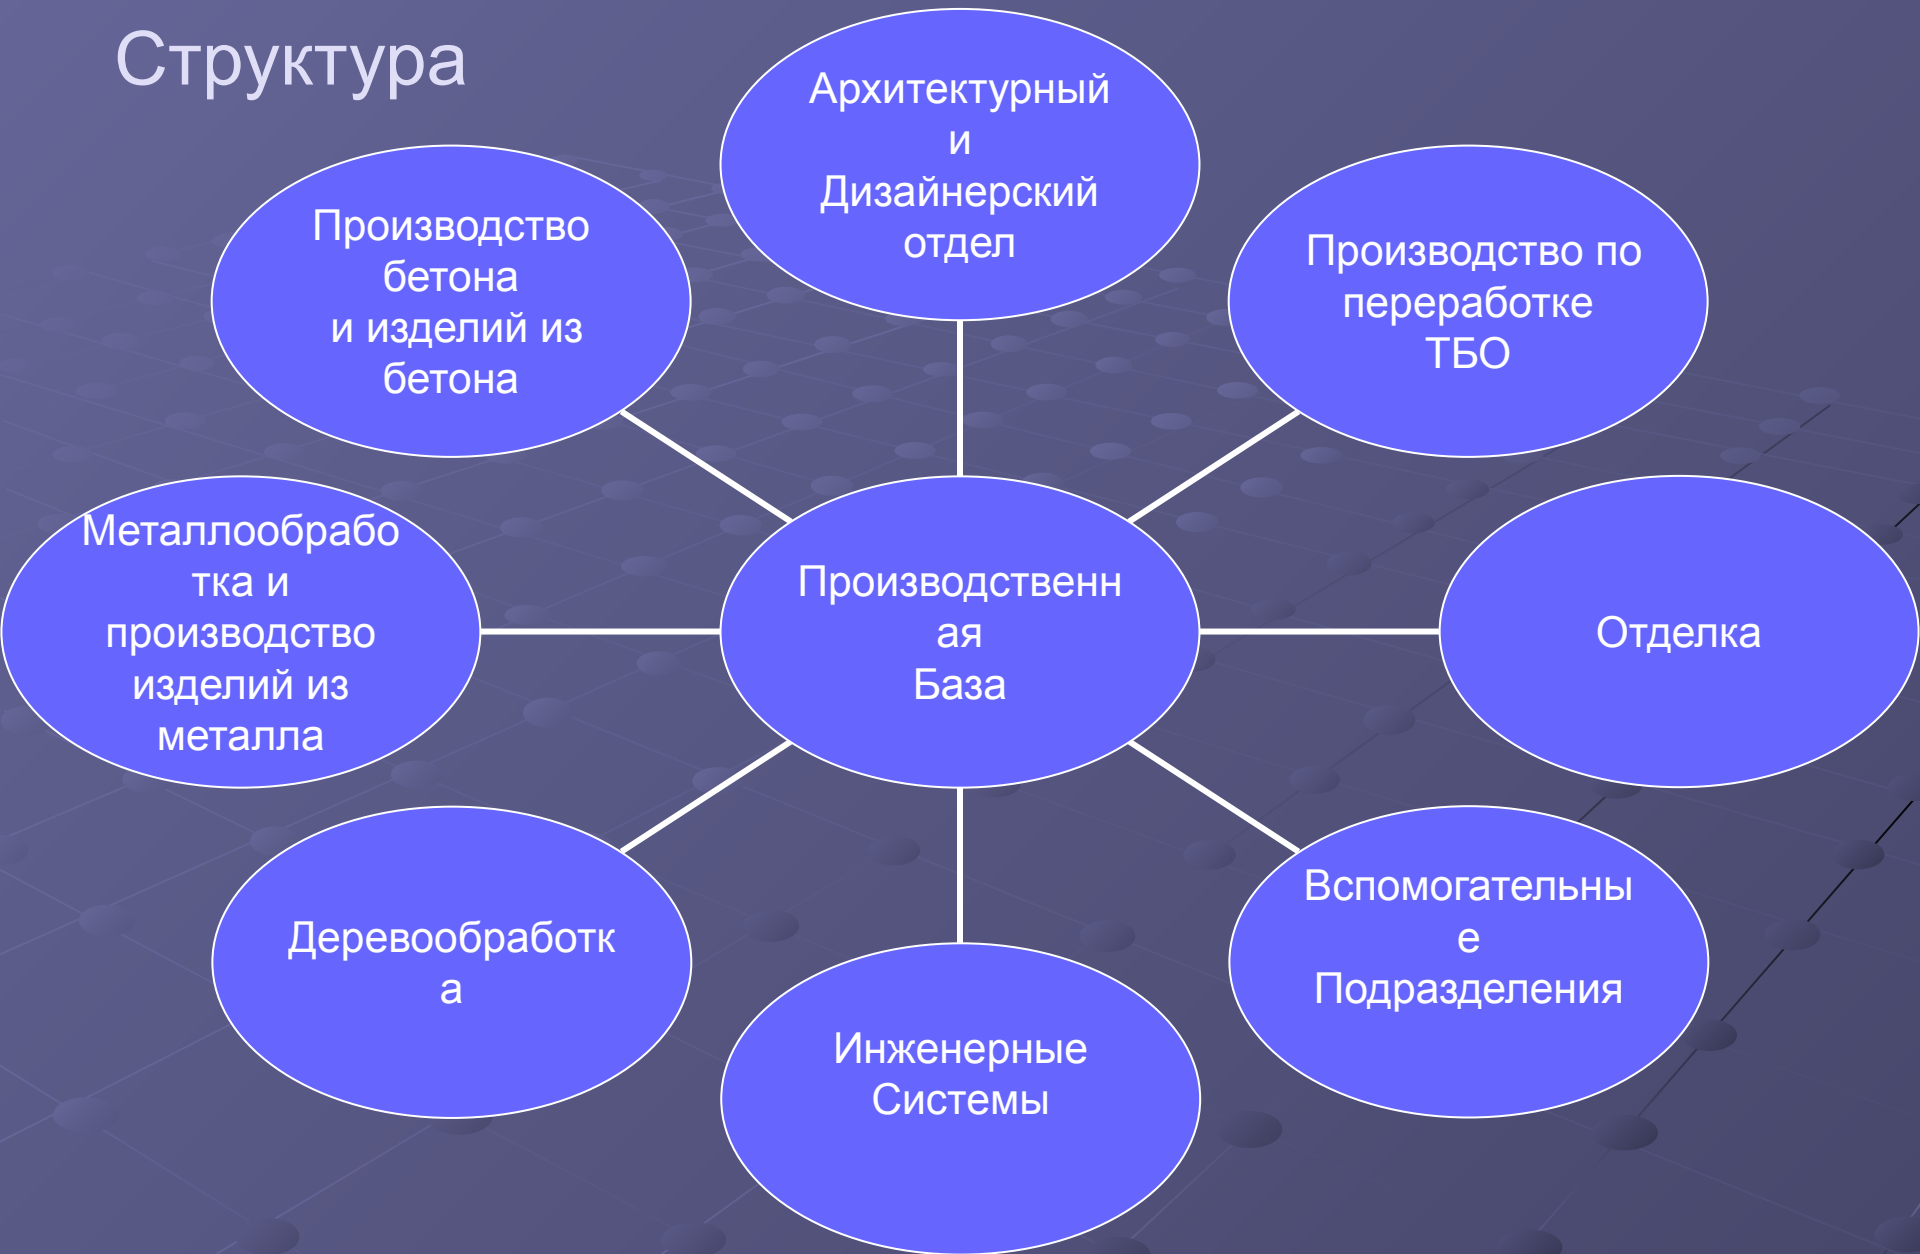 Структура
Архитектурный
и
Дизайнерский
отдел
Производство
бетона
и изделий из
бетона
Производство по
переработке
ТБО
Металлообрабо
тка и
производство
изделий из
металла
Производственн
ая
База
Отделка
Деревообработк
а
Вспомогательны
е
Подразделения
Инженерные
Системы